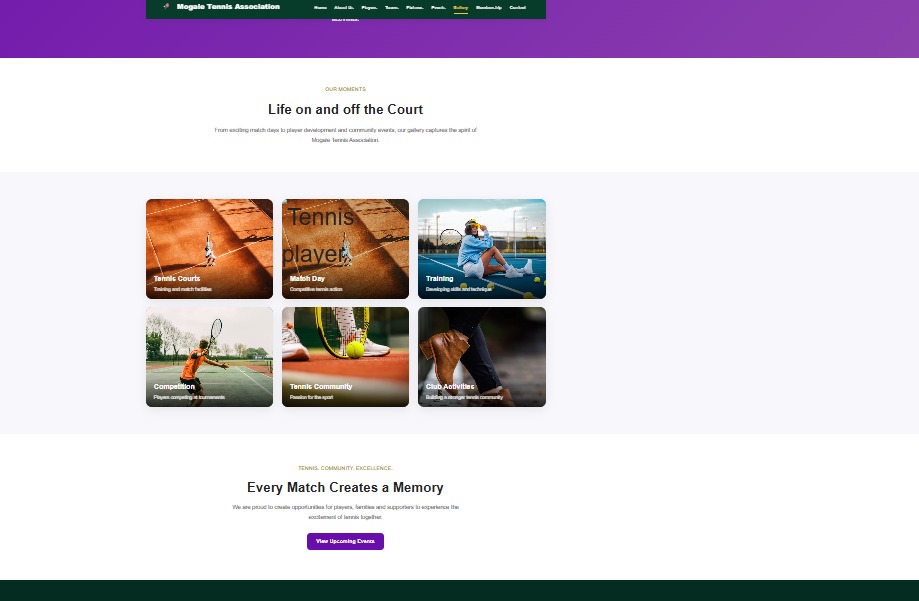 Mogale Tennis Association
Home About Us. Players. Teams. Fixtures. Events. Gallery Membership Contact
OUR MOMENTS
Life on and off the Court
From exciting match days to player development and community events, our gallery captures the spirit of
Mogale Tennis Association.
Tennis
player
Tennis Courts
Training and match facilities
Match Day
Competitive tennis action
Training
Developing skills and technique
Competition
Players competing at tournaments
Tennis Community
Passion for the sport
Club Activities
Building a stronger tennis community
TENNIS. COMMUNITY. EXCELLENCE.
Every Match Creates a Memory
We are proud to create opportunities for players, families and supporters to experience the
excitement of tennis together.
View Upcoming Events